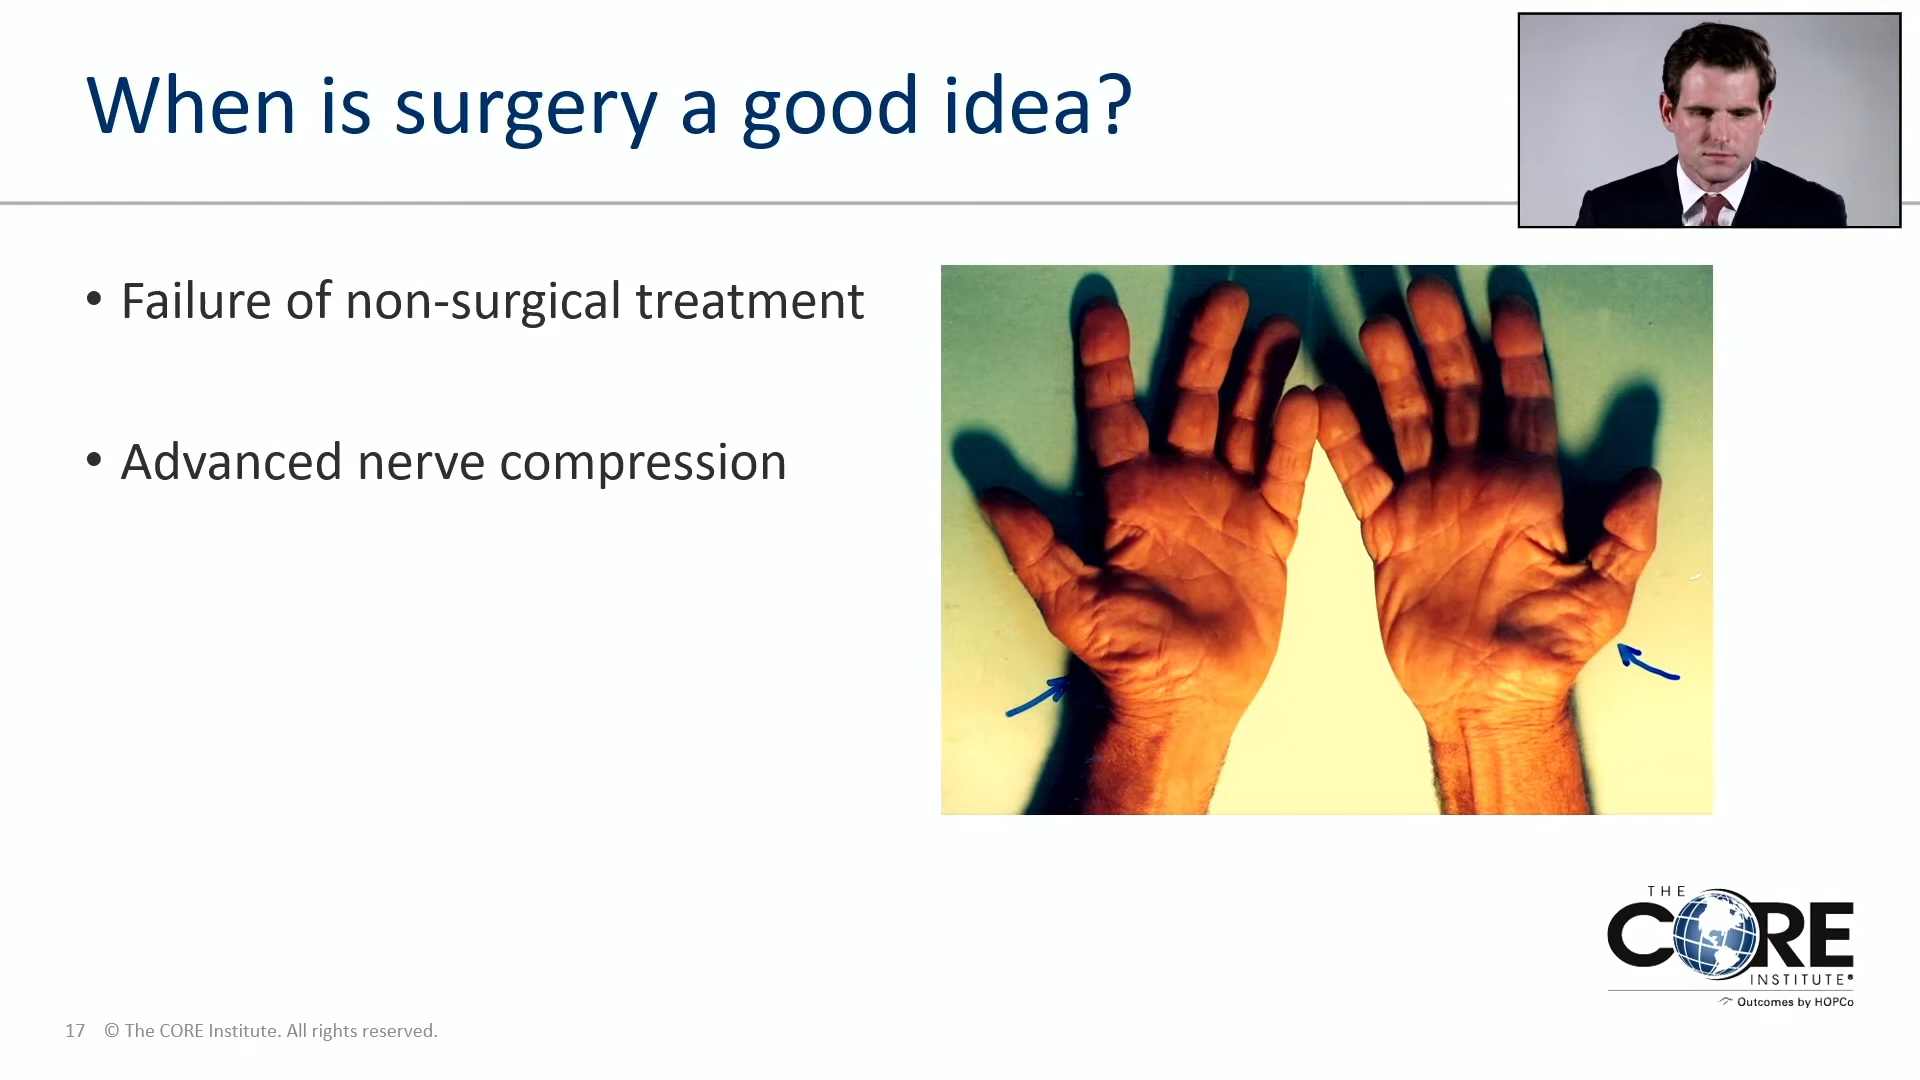 When is surgery a good idea?
• Failure of non-surgical treatment
• Advanced nerve compression
THE
CORE
INSTITUTE®
Outcomes by HOPCo
17 © The CORE Institute. All rights reserved.